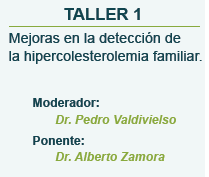 TALLER 1
Mejoras en la detección de
la hipercolesterolemia familiar.
Moderador:
Dr. Pedro Valdivielso
Ponente:
Dr. Alberto Zamora